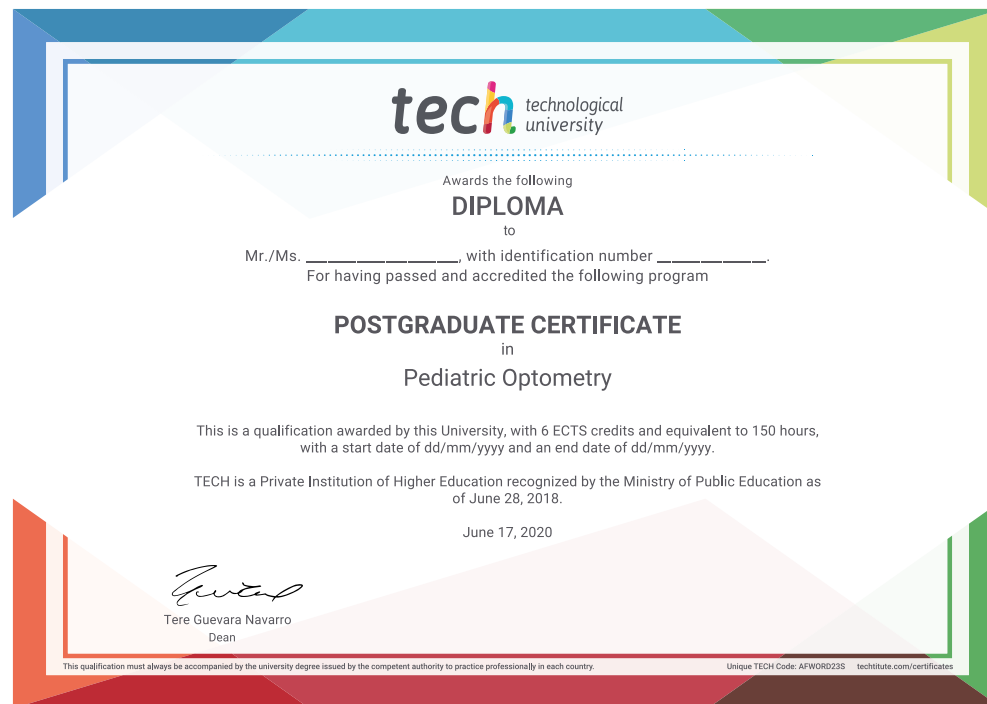 tech technological
university
Awards the following
DIPLOMA
to
Mr./Ms. ____________________, with identification number ______________.
For having passed and accredited the following program
POSTGRADUATE CERTIFICATE
in
Pediatric Optometry
This is a qualification awarded by this University, with 6 ECTS credits and equivalent to 150 hours,
with a start date of dd/mm/yyyy and an end date of dd/mm/yyyy.
TECH is a Private Institution of Higher Education recognized by the Ministry of Public Education as
of June 28, 2018.
June 17, 2020
Tere Guevara Navarro
Dean
This qualification must always be accompanied by the university degree issued by the competent authority to practice professionally in each country.
Unique TECH Code: AFWORD23S techtitute.com/certificates